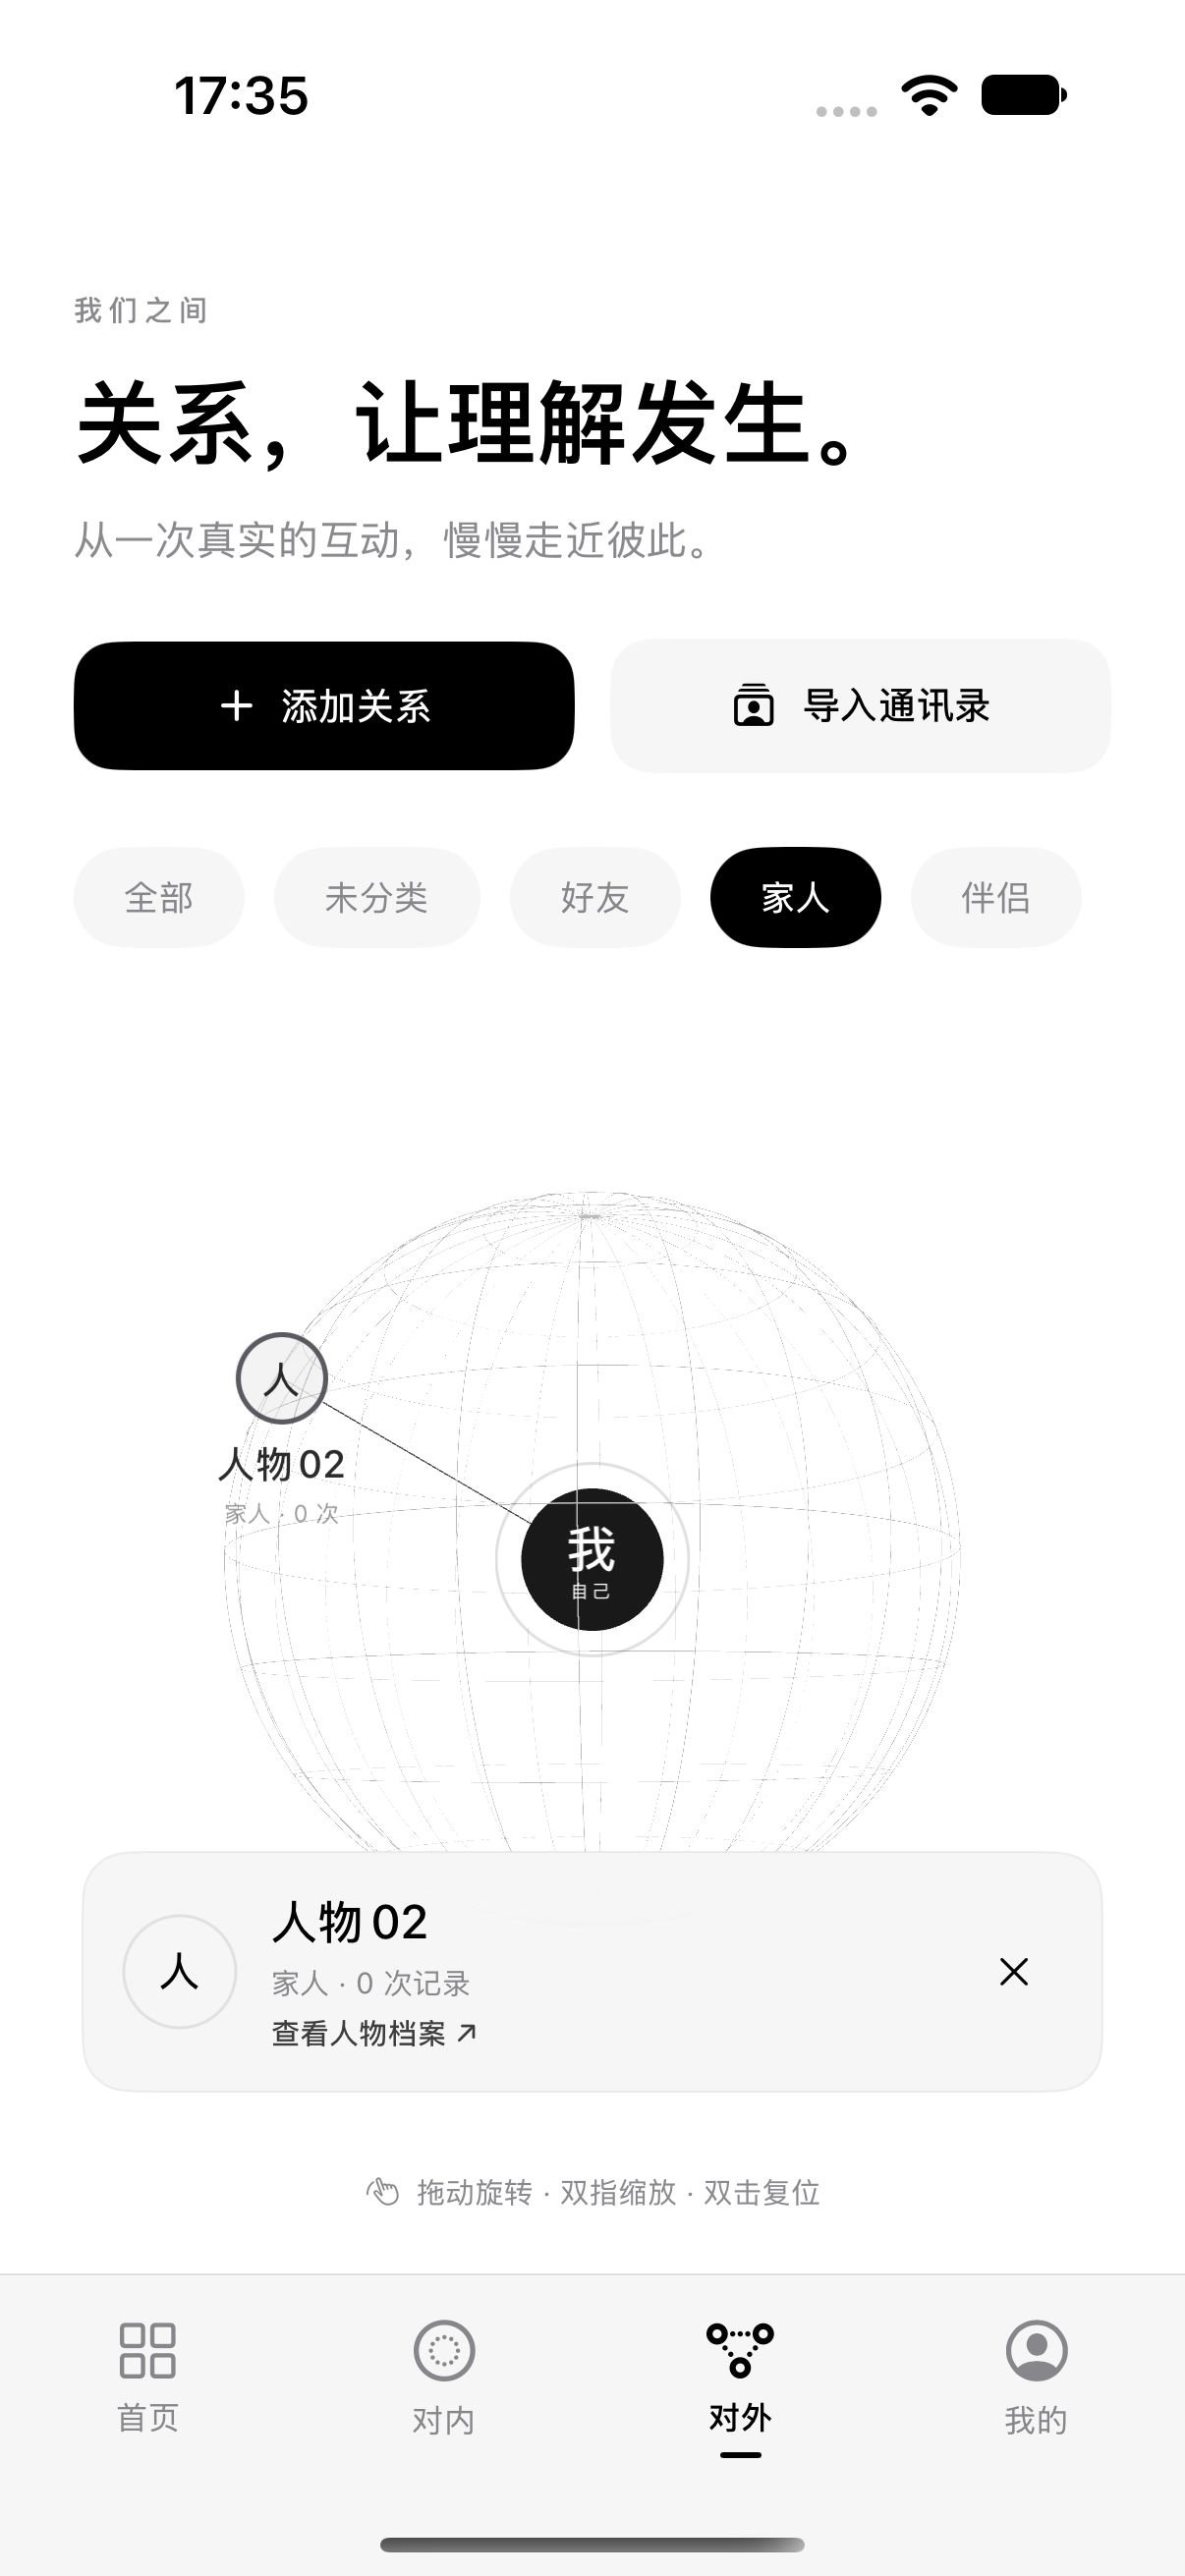 17:35
我们之间
关系，让理解发生。
从一次真实的互动，慢慢走近彼此。
添加关系
导入通讯录
全部
未分类
好友
家人
伴侣
人
人物 02
家人 · 0 次
我
自己
人
人物 02
家人 · 0 次记录
查看人物档案
拖动旋转 · 双指缩放 · 双击复位
首页
对内
对外
我的